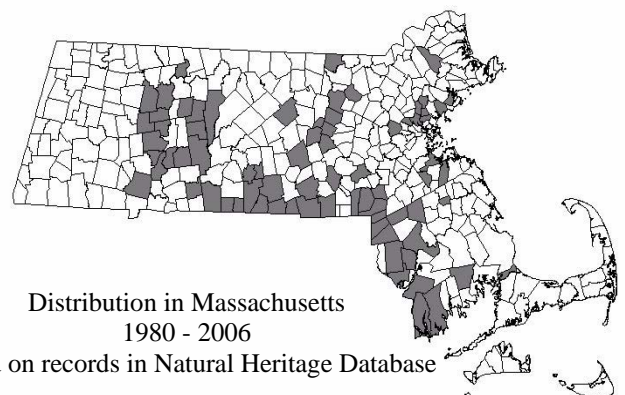 Distribution in Massachusetts
1980 - 2006
on records in Natural Heritage Database